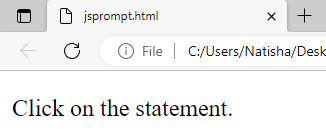 jsprompt.html
File
C:/Users/Natisha/Desk
Click on the statement.